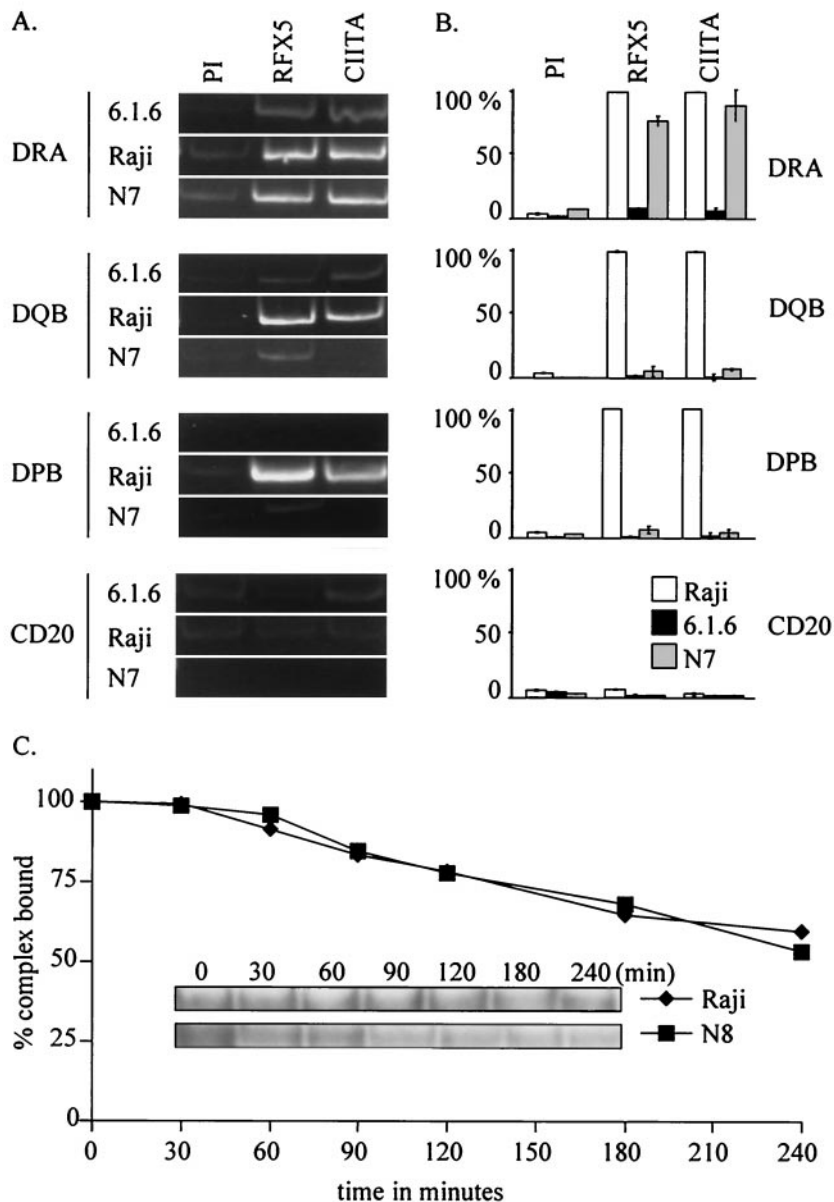 A.
PI RFX5 CIITA
DRA
6.1.6
Raji
N7
DQB
6.1.6
Raji
N7
DPB
6.1.6
Raji
N7
CD20
6.1.6
Raji
N7
B.
PI RFX5 CIITA
100 %
50
0
DRA
100 %
50
0
DQB
100 %
50
0
DPB
100 %
50
0
Raji
6.1.6
N7
CD20
C.
% complex bound
100
75
50
25
0
0 30 60 90 120 180 240 (min)
Raji
N8
0 30 60 90 120 150 180 210 240
time in minutes